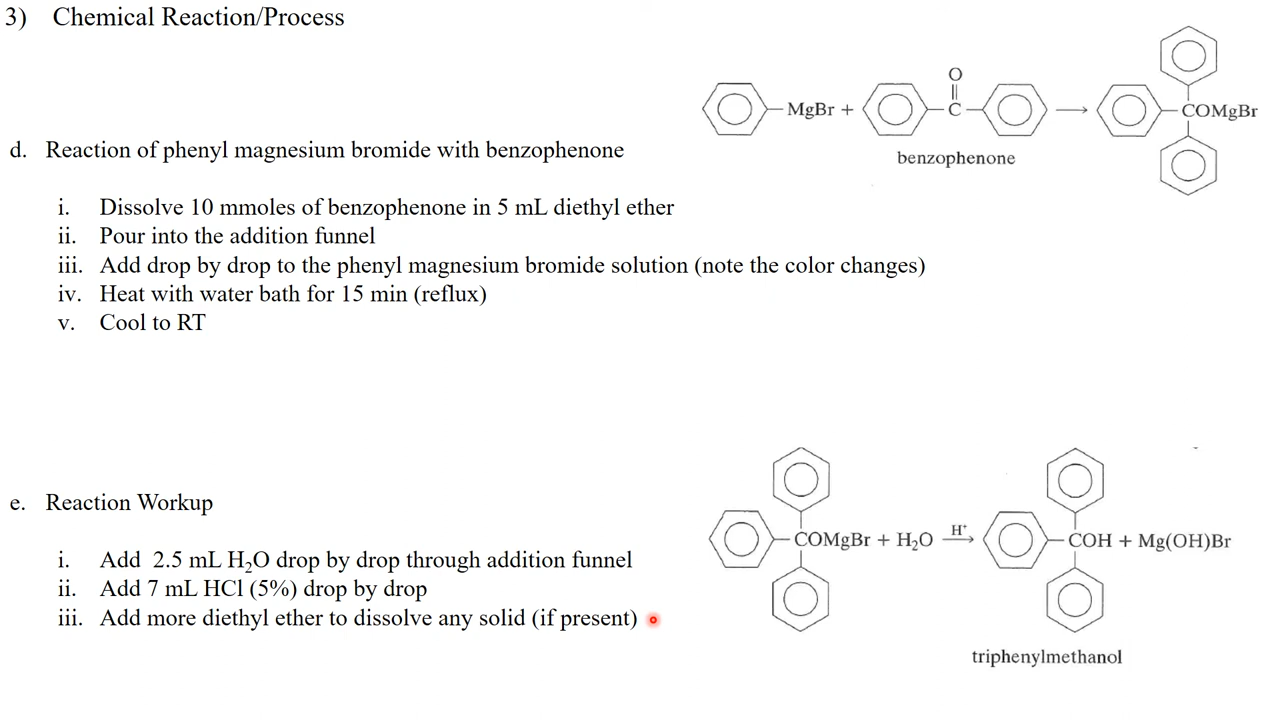 3) Chemical Reaction/Process
O
MgBr +
C
COMgBr
benzophenone
d. Reaction of phenyl magnesium bromide with benzophenone
i. Dissolve 10 mmoles of benzophenone in 5 mL diethyl ether
ii. Pour into the addition funnel
iii. Add drop by drop to the phenyl magnesium bromide solution (note the color changes)
iv. Heat with water bath for 15 min (reflux)
v. Cool to RT
e. Reaction Workup
COMgBr + H₂O
H⁺
COH + Mg(OH)Br
i. Add 2.5 mL H₂O drop by drop through addition funnel
ii. Add 7 mL HCl (5%) drop by drop
iii. Add more diethyl ether to dissolve any solid (if present)
triphenylmethanol